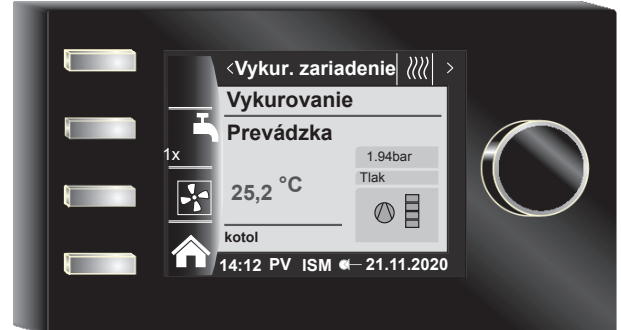 <Vykur. zariadenie >
Vykurovanie
Prevádzka
1x
1.94bar
25,2 °C
Tlak
kotol
14:12 PV ISM 21.11.2020